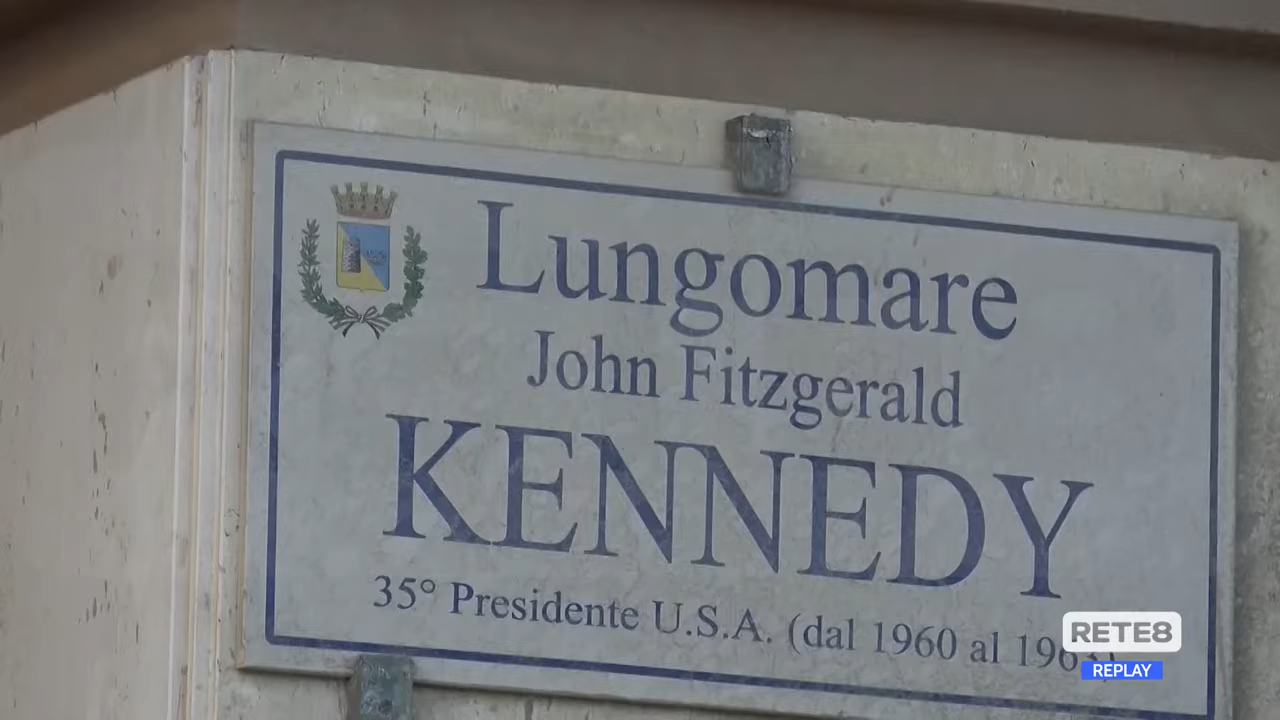 Lungomare
John Fitzgerald
KENNEDY
35° Presidente U.S.A. (dal 1960 al
RETE8
REPLAY